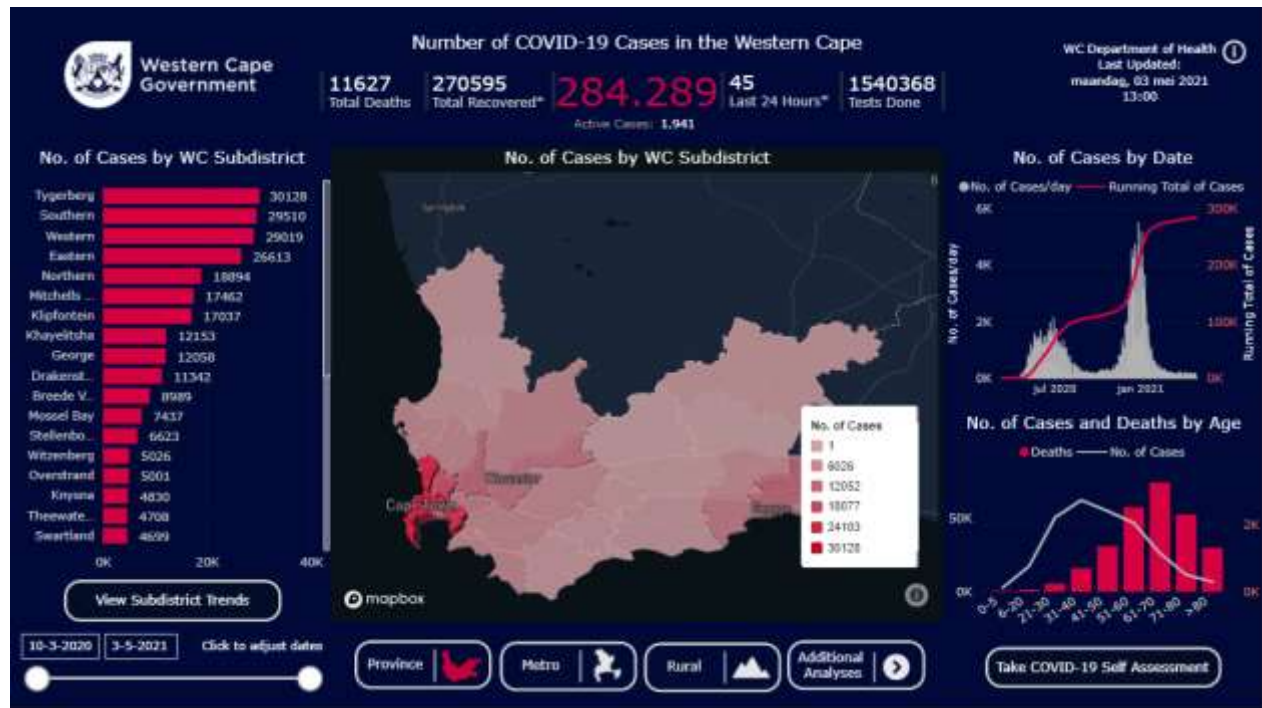 Western Cape
Government
Number of COVID-19 Cases in the Western Cape
11627
Total Deaths
270595
Total Recovered*
284.289
45
Last 24 Hours*
1540368
Tests Done
Active Cases: 1.941
WC Department of Health
Last Updated:
maandag, 03 mei 2021
13:00
No. of Cases by WC Subdistrict
Tygerberg 30128
Southern 29510
Western 29019
Eastern 26613
Northern 18894
Mitchells ... 17462
Klipfontein 17037
Khayelitsha 12153
George 12058
Drakenst... 11342
Breede V... 8989
Mossel Bay 7437
Stellenbo... 6623
Witzenberg 5026
Overstrand 5001
Knysna 4830
Theewate... 4708
Swartland 4699
0K 20K 40K
View Subdistrict Trends
10-3-2020 3-5-2021 Click to adjust dates
No. of Cases by WC Subdistrict
No. of Cases
1
6026
12052
18077
24103
30128
mapbox
Province
Metro
Rural
Additional
Analyses
No. of Cases by Date
No. of Cases/day Running Total of Cases
6K 300K
4K 200K
2K 100K
0K 0K
jul 2020 jan 2021
No. of Cases/day
Running Total of Cases
No. of Cases and Deaths by Age
Deaths No. of Cases
50K 2K
0K 0K
0-5 6-20 21-30 31-40 41-50 51-60 61-70 71-80 >80
Take COVID-19 Self Assessment